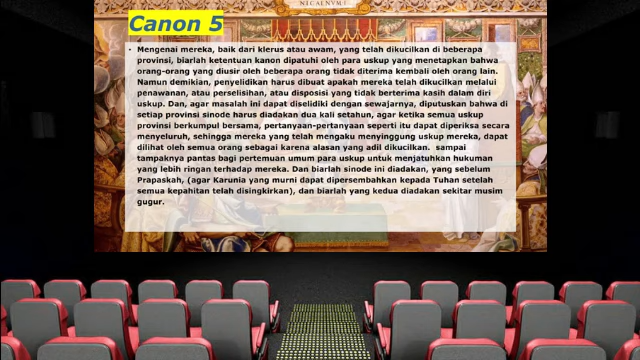 NICAENVM I
Canon 5
• Mengenai mereka, baik dari klerus atau awam, yang telah dikucilkan di beberapa
provinsi, biarlah ketentuan kanon dipatuhi oleh para uskup yang menetapkan bahwa
orang-orang yang diusir oleh beberapa orang tidak diterima kembali oleh orang lain.
Namun demikian, penyelidikan harus dibuat apakah mereka telah dikucilkan melalui
penawanan, atau perselisihan, atau disposisi yang tidak berterima kasih dalam diri
uskup. Dan, agar masalah ini dapat diselidiki dengan sewajarnya, diputuskan bahwa di
setiap provinsi sinode harus diadakan dua kali setahun, agar ketika semua uskup
provinsi berkumpul bersama, pertanyaan-pertanyaan seperti itu dapat diperiksa secara
menyeluruh, sehingga mereka yang telah mengaku menyinggung uskup mereka, dapat
dilihat oleh semua orang sebagai karena alasan yang adil dikucilkan. sampai
tampaknya pantas bagi pertemuan umum para uskup untuk menjatuhkan hukuman
yang lebih ringan terhadap mereka. Dan biarlah sinode ini diadakan, yang sebelum
Prapaskah, (agar Karunia yang murni dapat dipersembahkan kepada Tuhan setelah
semua kepahitan telah disingkirkan), dan biarlah yang kedua diadakan sekitar musim
gugur.